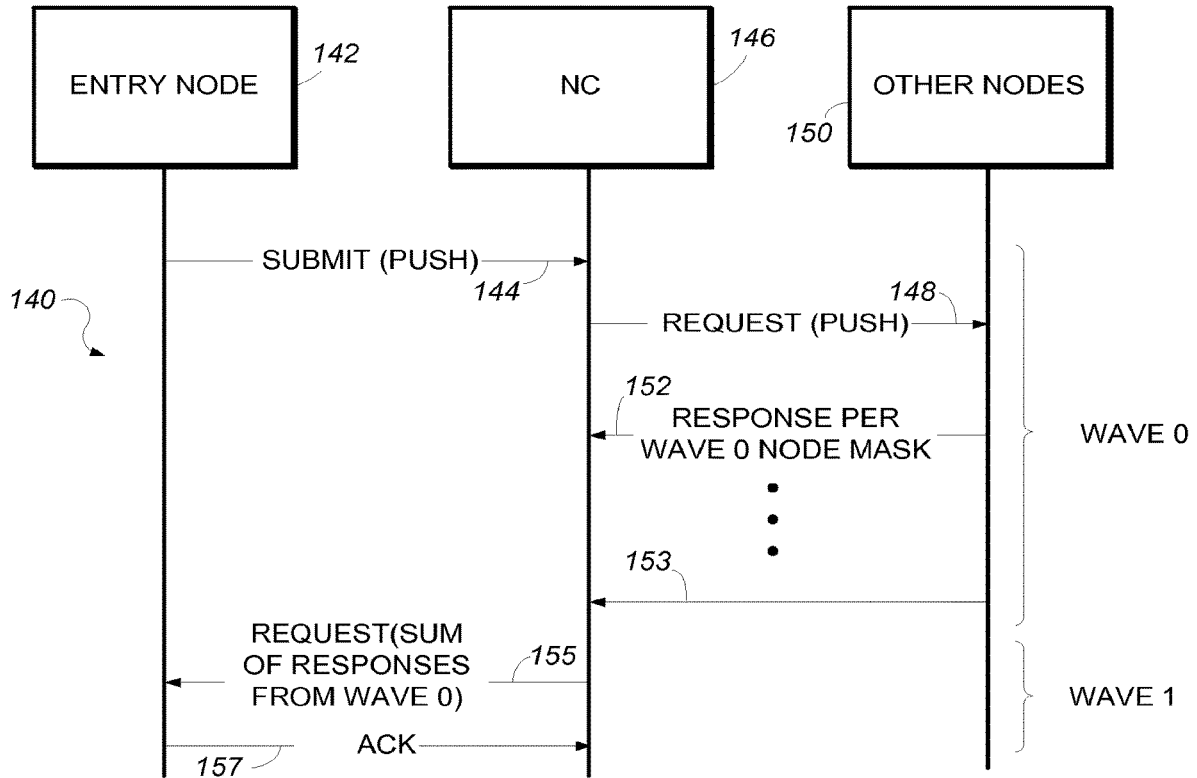 ENTRY NODE
142
NC
146
OTHER NODES
150
SUBMIT (PUSH)
144
140
148
REQUEST (PUSH)
152
RESPONSE PER
WAVE 0 NODE MASK
WAVE 0
153
REQUEST(SUM
OF RESPONSES
FROM WAVE 0)
155
WAVE 1
ACK
157